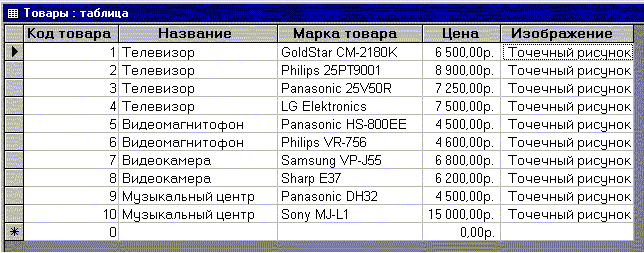 Товары : таблица
Код товара Название Марка товара Цена Изображение
1 Телевизор GoldStar CM-2180K 6 500,00р. Точечный рисунок
2 Телевизор Philips 25PT9001 8 900,00р. Точечный рисунок
3 Телевизор Panasonic 25V50R 7 250,00р. Точечный рисунок
4 Телевизор LG Elektronics 7 500,00р. Точечный рисунок
5 Видеомагнитофон Panasonic HS-800EE 4 500,00р. Точечный рисунок
6 Видеомагнитофон Philips VR-756 4 600,00р. Точечный рисунок
7 Видеокамера Samsung VP-J55 6 800,00р. Точечный рисунок
8 Видеокамера Sharp E37 6 200,00р. Точечный рисунок
9 Музыкальный центр Panasonic DH32 4 500,00р. Точечный рисунок
10 Музыкальный центр Sony MJ-L1 15 000,00р. Точечный рисунок
0 0,00р.